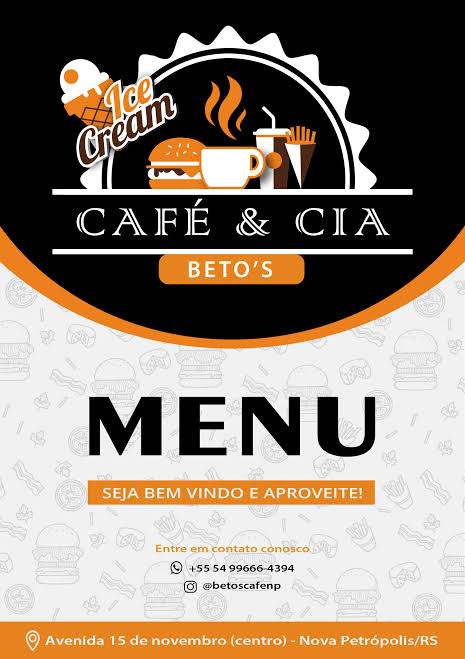 Ice
Cream
CAFÉ & CIA
BETO'S
MENU
SEJA BEM VINDO E APROVEITE!
Entre em contato conosco
+55 54 99666-4394
@betoscafenp
Avenida 15 de novembro (centro) - Nova Petrópolis/RS